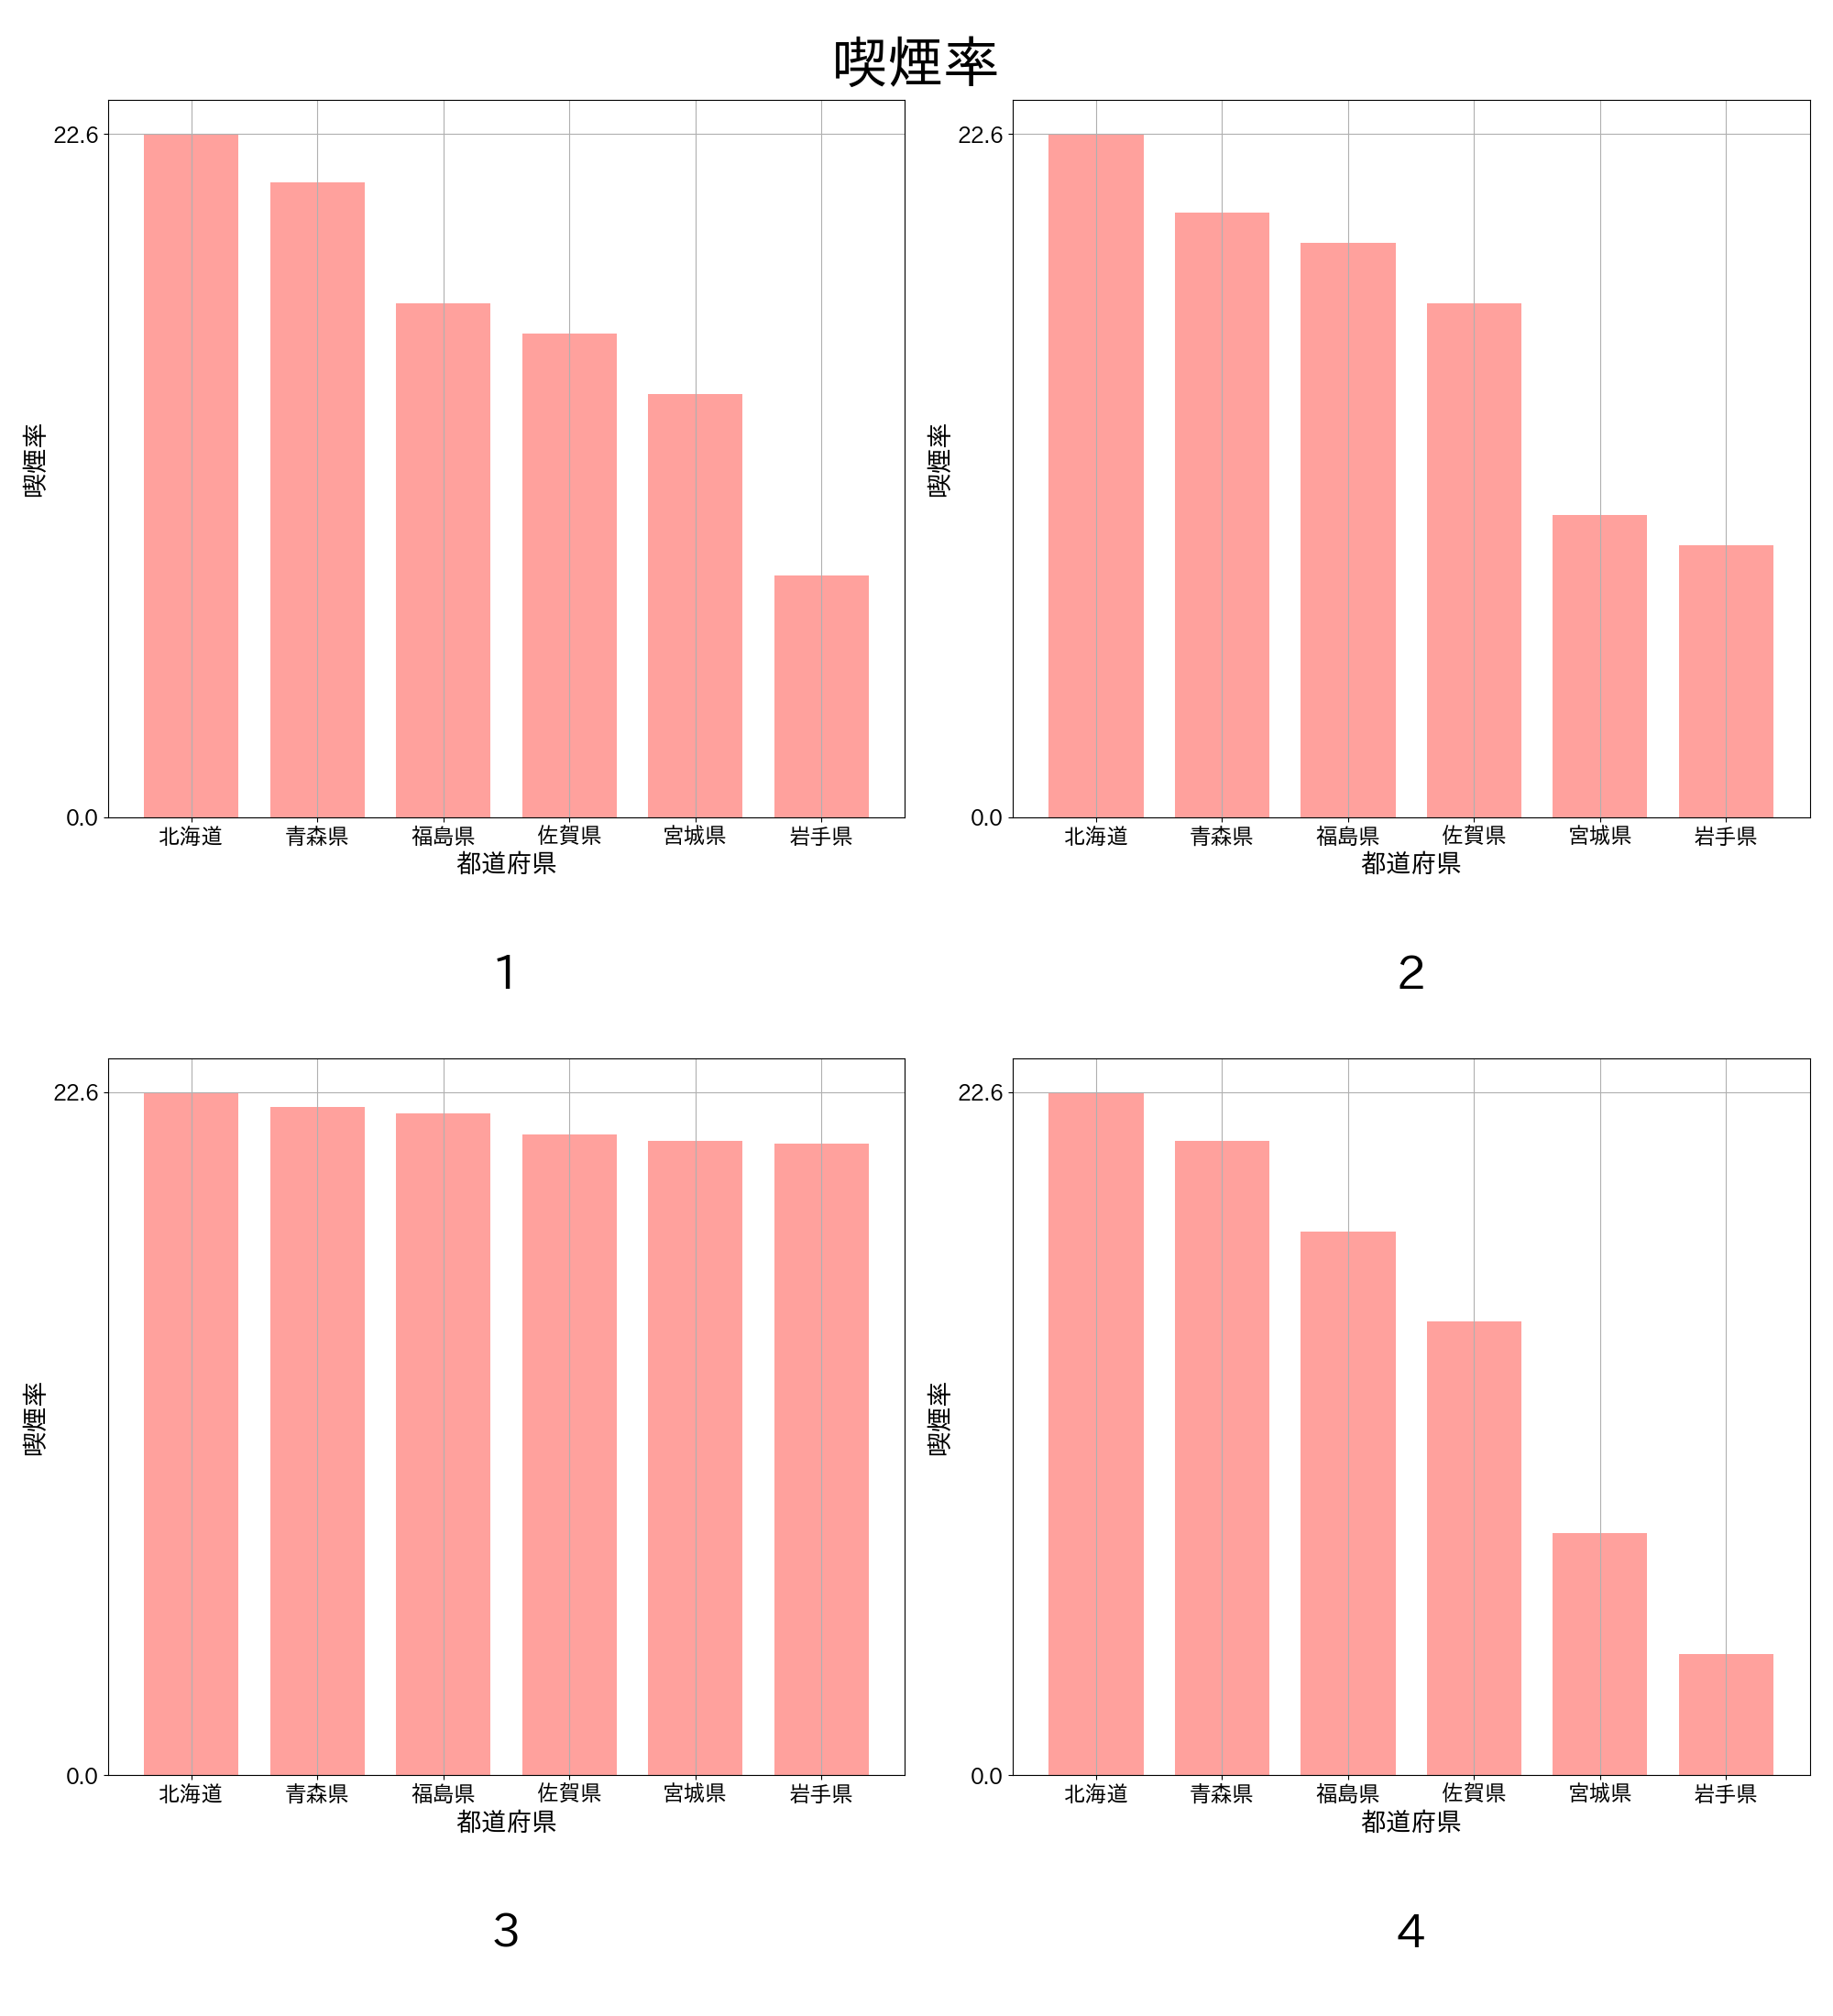 喫煙率
22.6
喫煙率
0.0
北海道 青森県 福島県 佐賀県 宮城県 岩手県
都道府県
1
22.6
喫煙率
0.0
北海道 青森県 福島県 佐賀県 宮城県 岩手県
都道府県
2
22.6
喫煙率
0.0
北海道 青森県 福島県 佐賀県 宮城県 岩手県
都道府県
3
22.6
喫煙率
0.0
北海道 青森県 福島県 佐賀県 宮城県 岩手県
都道府県
4